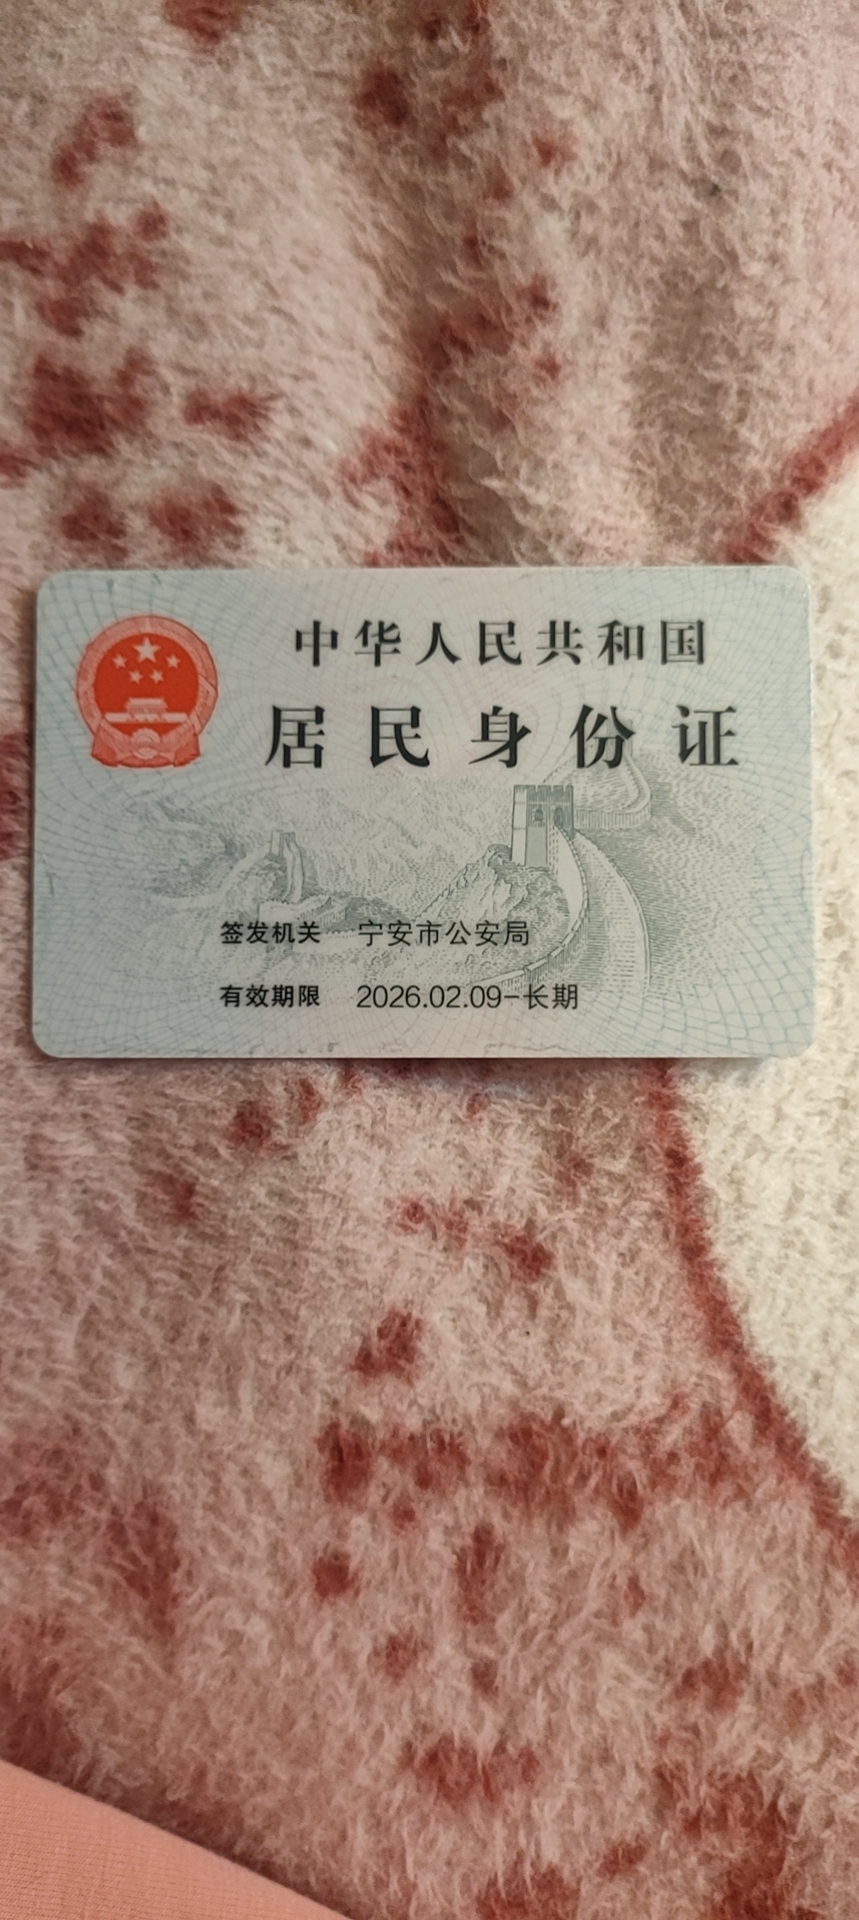 中华人民共和国
居民身份证
签发机关 宁安市公安局
有效期限 2026.02.09-长期